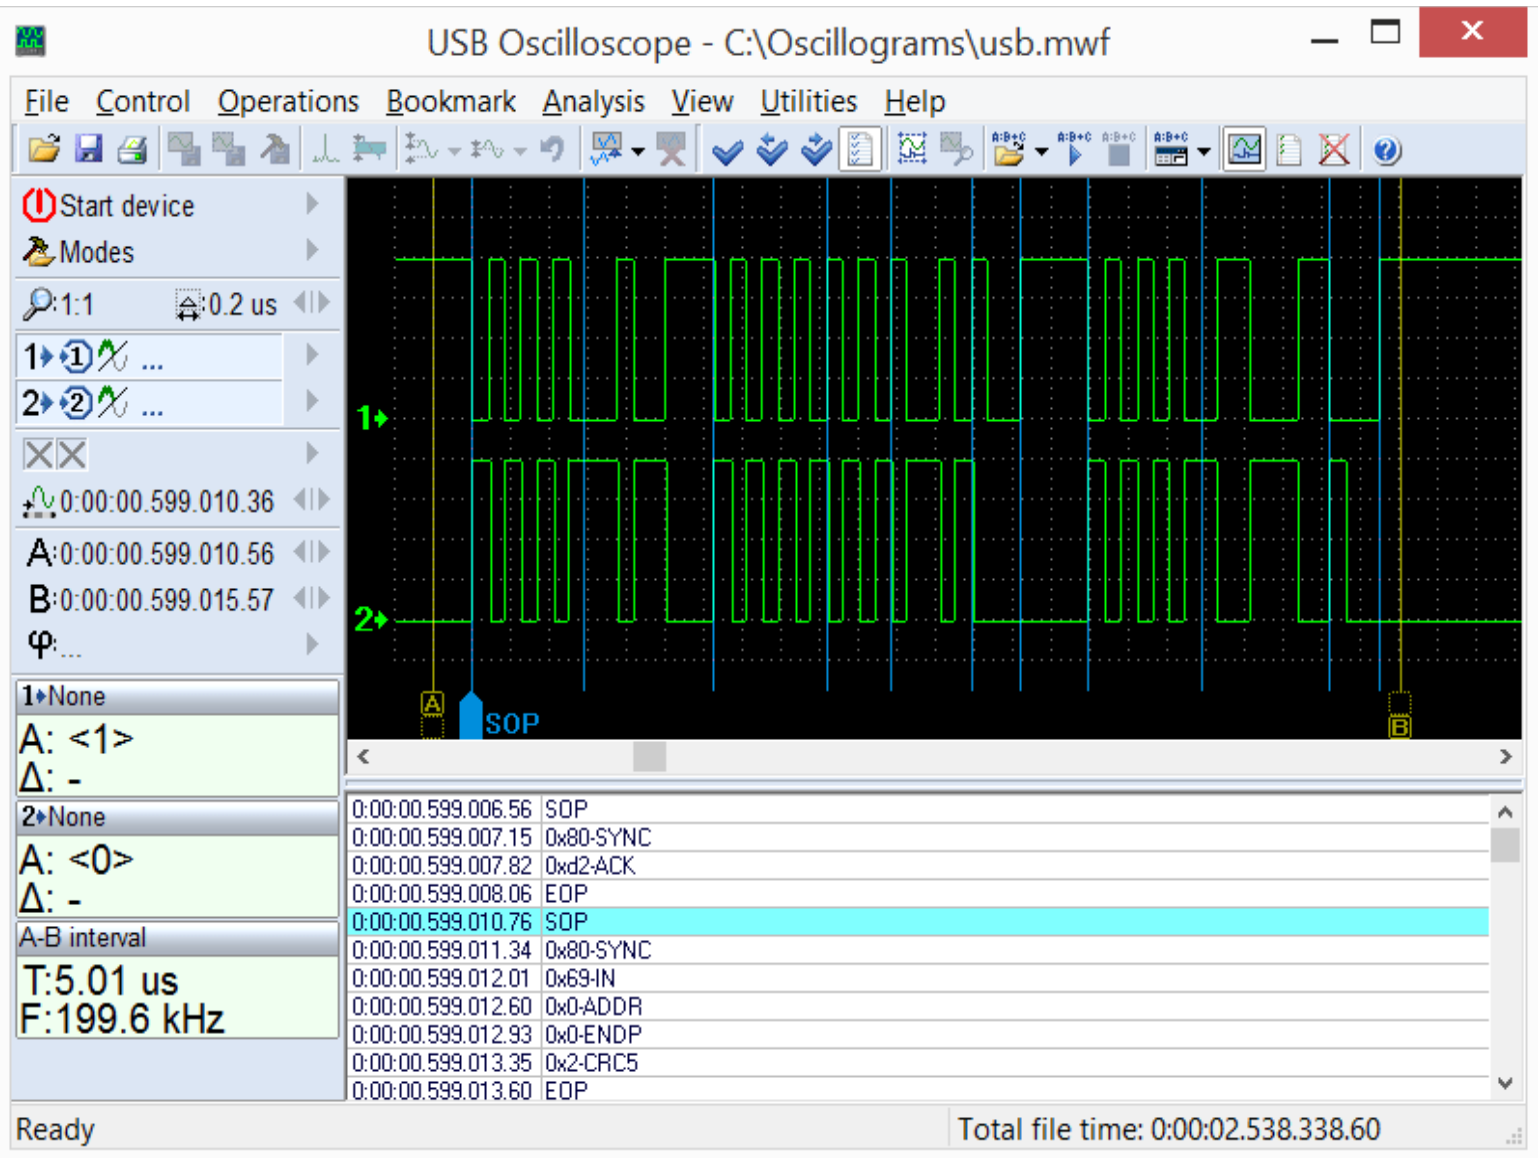 USB Oscilloscope - C:\Oscillograms\usb.mwf
File Control Operations Bookmark Analysis View Utilities Help
A:B+C A:B+C A:B+C A:B+C
Start device
Modes
:1:1 :0.2 us
1 1 ...
2 2 ...
0:00:00.599.010.36
A:0:00:00.599.010.56
B:0:00:00.599.015.57
φ:...
1 None
A: <1>
Δ: -
2 None
A: <0>
Δ: -
A-B interval
T:5.01 us
F:199.6 kHz
1
2
A
SOP
B
0:00:00.599.006.56 SOP
0:00:00.599.007.15 0x80-SYNC
0:00:00.599.007.82 0xd2-ACK
0:00:00.599.008.06 EOP
0:00:00.599.010.76 SOP
0:00:00.599.011.34 0x80-SYNC
0:00:00.599.012.01 0x69-IN
0:00:00.599.012.60 0x0-ADDR
0:00:00.599.012.93 0x0-ENDP
0:00:00.599.013.35 0x2-CRC5
0:00:00.599.013.60 EOP
Ready
Total file time: 0:00:02.538.338.60